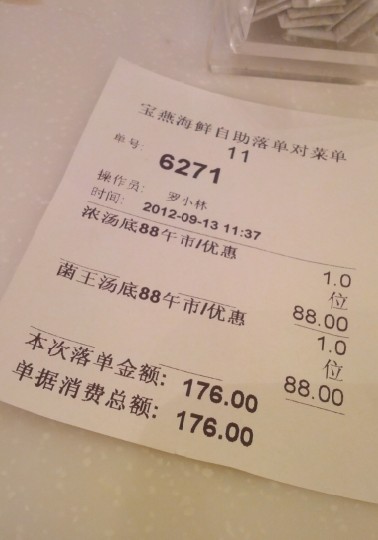 宝燕海鲜自助落单对菜单
单号: 11
6271
操作员: 罗小林
时间: 2012-09-13 11:37
浓汤底88午市/优惠
1.0
位
88.00
菌王汤底88午市/优惠
1.0
位
88.00
本次落单金额: 176.00
单据消费总额: 176.00